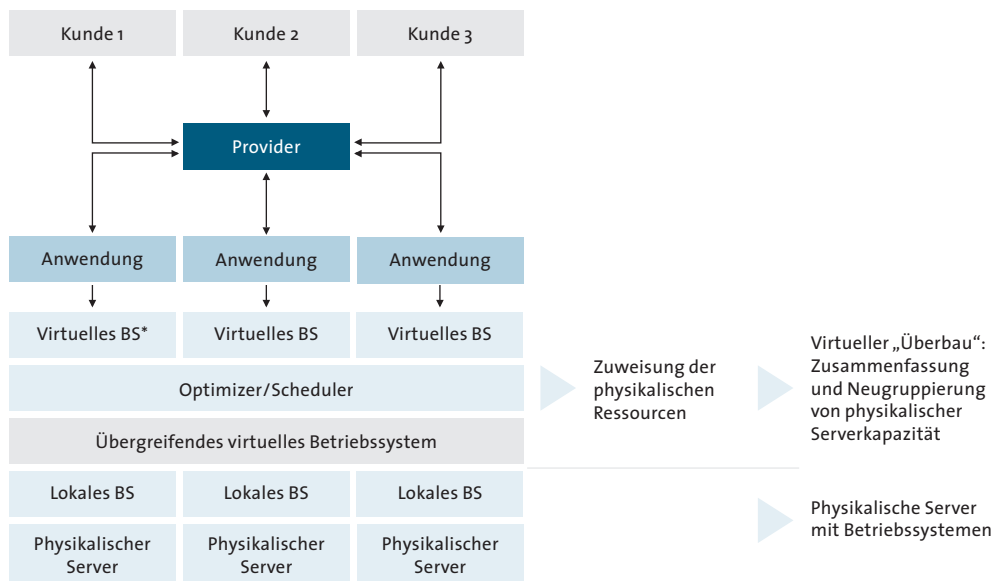 Kunde 1
Kunde 2
Kunde 3
Provider
Anwendung
Anwendung
Anwendung
Virtuelles BS*
Virtuelles BS
Virtuelles BS
Optimizer/Scheduler
Übergreifendes virtuelles Betriebssystem
Lokales BS
Lokales BS
Lokales BS
Physikalischer
Server
Physikalischer
Server
Physikalischer
Server
Zuweisung der
physikalischen
Ressourcen
Virtueller „Überbau“:
Zusammenfassung
und Neugruppierung
von physikalischer
Serverkapazität
Physikalische Server
mit Betriebssystemen